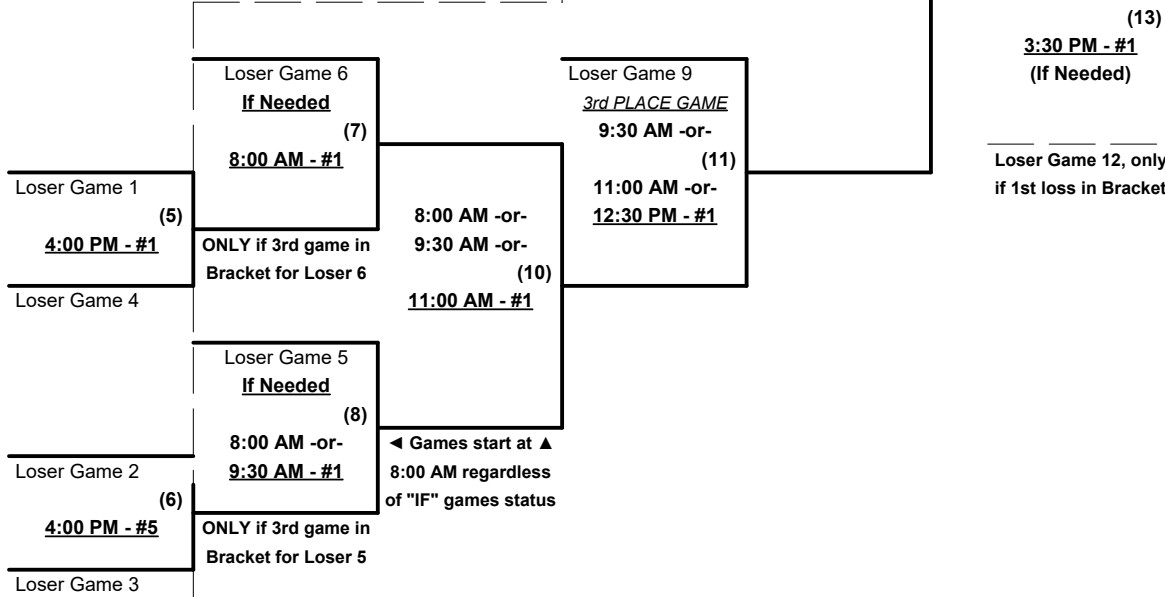 (13)
3:30 PM - #1
(If Needed)
Loser Game 12, only
if 1st loss in Bracket
Loser Game 6
If Needed
(7)
8:00 AM - #1
Loser Game 9
3rd PLACE GAME
9:30 AM -or-
(11)
11:00 AM -or-
12:30 PM - #1
Loser Game 1
(5)
4:00 PM - #1
Loser Game 4
ONLY if 3rd game in
Bracket for Loser 6
8:00 AM -or-
9:30 AM -or-
(10)
11:00 AM - #1
Loser Game 5
If Needed
(8)
8:00 AM -or-
9:30 AM - #1
◄ Games start at ▲
8:00 AM regardless
of "IF" games status
Loser Game 2
(6)
4:00 PM - #5
Loser Game 3
ONLY if 3rd game in
Bracket for Loser 5